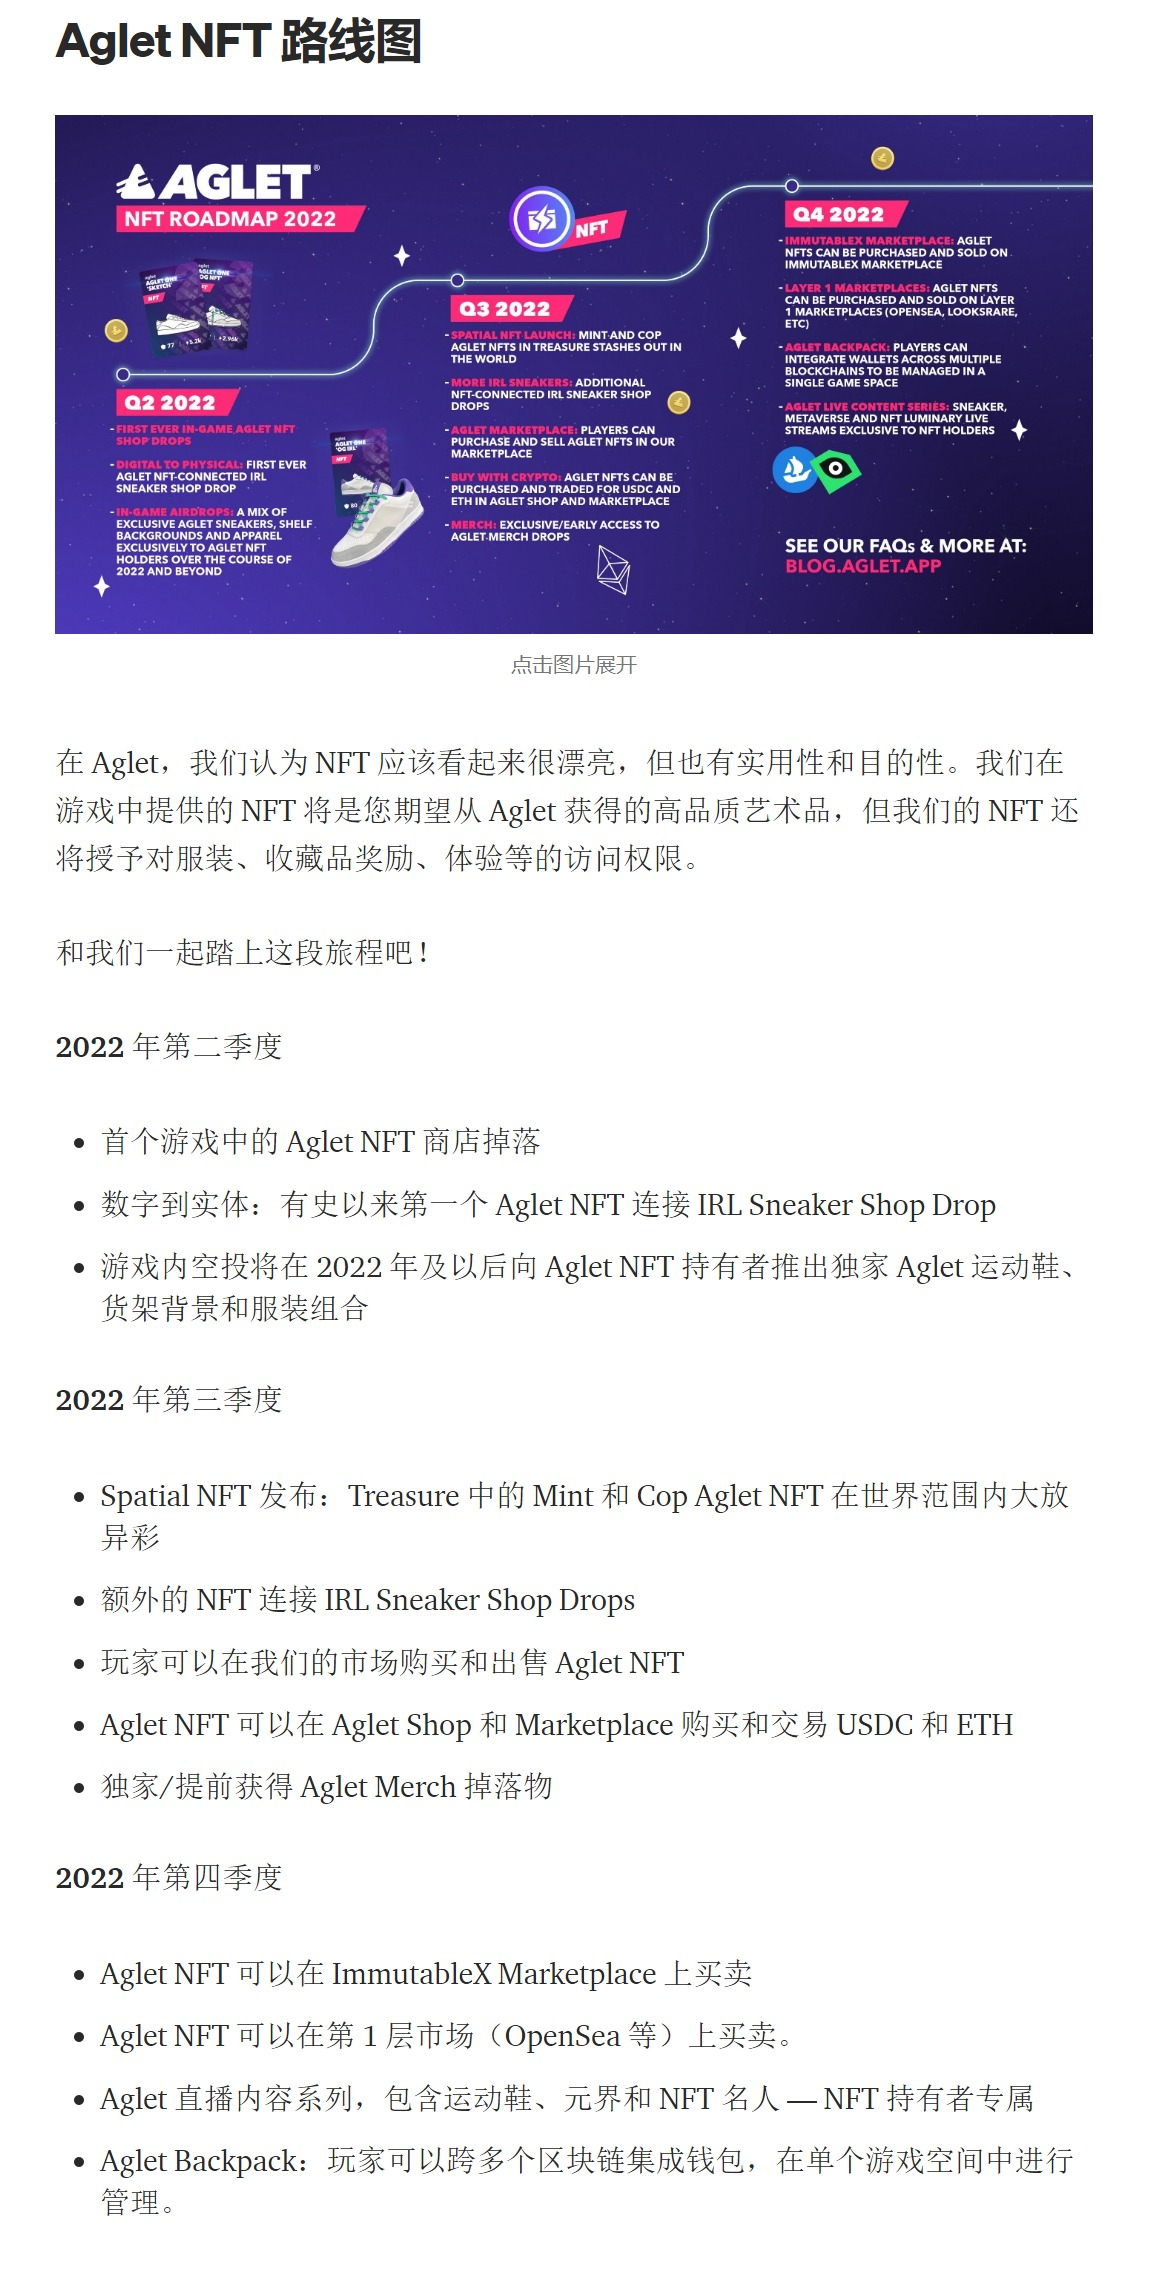 Aglet NFT 路线图
AGLET®
NFT ROADMAP 2022
aglet
AGLET ONE
'SKETCH'
NFT
77
+3.2k
aglet
AGLET ONE
'OG NFT'
NFT
+2.96k
Q2 2022
-FIRST EVER IN-GAME AGLET NFT
SHOP DROPS
-DIGITAL TO PHYSICAL: FIRST EVER
AGLET NFT-CONNECTED IRL
SNEAKER SHOP DROP
-IN-GAME AIRDROPS: A MIX OF
EXCLUSIVE AGLET SNEAKERS, SHELF
BACKGROUNDS AND APPAREL
EXCLUSIVELY TO AGLET NFT
HOLDERS OVER THE COURSE OF
2022 AND BEYOND
aglet
AGLET ONE
'OG IRL'
NFT
80
NFT
Q3 2022
-SPATIAL NFT LAUNCH: MINT AND COP
AGLET NFTS IN TREASURE STASHES OUT IN
THE WORLD
-MORE IRL SNEAKERS: ADDITIONAL
NFT-CONNECTED IRL SNEAKER SHOP
DROPS
-AGLET MARKETPLACE: PLAYERS CAN
PURCHASE AND SELL AGLET NFTS IN OUR
MARKETPLACE
-BUY WITH CRYPTO: AGLET NFTS CAN BE
PURCHASED AND TRADED FOR USDC AND
ETH IN AGLET SHOP AND MARKETPLACE
-MERCH: EXCLUSIVE/EARLY ACCESS TO
AGLET MERCH DROPS
Q4 2022
-IMMUTABLEX MARKETPLACE: AGLET
NFTS CAN BE PURCHASED AND SOLD ON
IMMUTABLEX MARKETPLACE
-LAYER 1 MARKETPLACES: AGLET NFTS
CAN BE PURCHASED AND SOLD ON LAYER
1 MARKETPLACES (OPENSEA, LOOKSRARE,
ETC)
-AGLET BACKPACK: PLAYERS CAN
INTEGRATE WALLETS ACROSS MULTIPLE
BLOCKCHAINS TO BE MANAGED IN A
SINGLE GAME SPACE
-AGLET LIVE CONTENT SERIES: SNEAKER,
METAVERSE AND NFT LUMINARY LIVE
STREAMS EXCLUSIVE TO NFT HOLDERS
SEE OUR FAQs & MORE AT:
BLOG.AGLET.APP
点击图片展开
在 Aglet，我们认为 NFT 应该看起来很漂亮，但也有实用性和目的性。我们在
游戏中提供的 NFT 将是您期望从 Aglet 获得的高品质艺术品，但我们的 NFT 还
将授予对服装、收藏品奖励、体验等的访问权限。
和我们一起踏上这段旅程吧！
2022 年第二季度
• 首个游戏中的 Aglet NFT 商店掉落
• 数字到实体：有史以来第一个 Aglet NFT 连接 IRL Sneaker Shop Drop
• 游戏内空投将在 2022 年及以后向 Aglet NFT 持有者推出独家 Aglet 运动鞋、
货架背景和服装组合
2022 年第三季度
• Spatial NFT 发布：Treasure 中的 Mint 和 Cop Aglet NFT 在世界范围内大放
异彩
• 额外的 NFT 连接 IRL Sneaker Shop Drops
• 玩家可以在我们的市场购买和出售 Aglet NFT
• Aglet NFT 可以在 Aglet Shop 和 Marketplace 购买和交易 USDC 和 ETH
• 独家/提前获得 Aglet Merch 掉落物
2022 年第四季度
• Aglet NFT 可以在 ImmutableX Marketplace 上买卖
• Aglet NFT 可以在第 1 层市场（OpenSea 等）上买卖。
• Aglet 直播内容系列，包含运动鞋、元界和 NFT 名人 — NFT 持有者专属
• Aglet Backpack：玩家可以跨多个区块链集成钱包，在单个游戏空间中进行
管理。